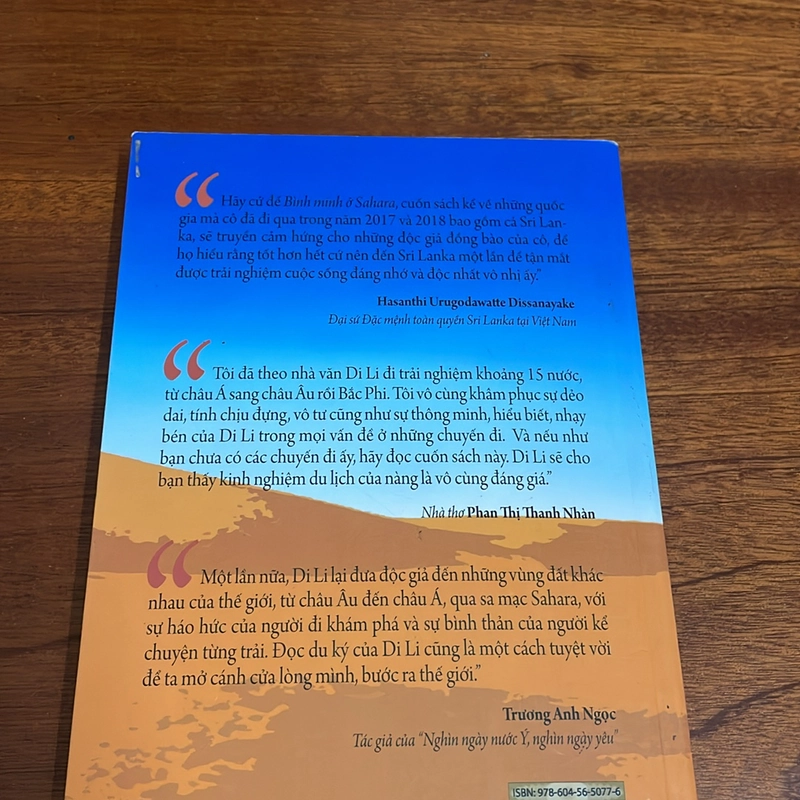 “ Hãy cứ để Bình minh ở Sahara, cuốn sách kể về những quốc
gia mà cô đã đi qua trong năm 2017 và 2018 bao gồm cả Sri Lan-
ka, sẽ truyền cảm hứng cho những độc giả đồng bào của cô, để
họ hiểu rằng tốt hơn hết cứ nên đến Sri Lanka một lần để tận mắt
được trải nghiệm cuộc sống đáng nhớ và độc nhất vô nhị ấy.”
Hasanthi Urugodawatte Dissanayake
Đại sứ Đặc mệnh toàn quyền Sri Lanka tại Việt Nam
“ Tôi đã theo nhà văn Di Li đi trải nghiệm khoảng 15 nước,
từ châu Á sang châu Âu rồi Bắc Phi. Tôi vô cùng khâm phục sự dẻo
dai, tính chịu đựng, vô tư cũng như sự thông minh, hiểu biết, nhạy
bén của Di Li trong mọi vấn đề ở những chuyến đi. Và nếu như
bạn chưa có các chuyến đi ấy, hãy đọc cuốn sách này. Di Li sẽ cho
bạn thấy kinh nghiệm du lịch của nàng là vô cùng đáng giá.”
Nhà thơ Phan Thị Thanh Nhàn
“ Một lần nữa, Di Li lại đưa độc giả đến những vùng đất khác
nhau của thế giới, từ châu Âu đến châu Á, qua sa mạc Sahara, với
sự háo hức của người đi khám phá và sự bình thản của người kể
chuyện từng trải. Đọc du ký của Di Li cũng là một cách tuyệt vời
để ta mở cánh cửa lòng mình, bước ra thế giới.”
Trương Anh Ngọc
Tác giả của “Nghìn ngày nước Ý, nghìn ngày yêu”
ISBN: 978-604-56-5077-6